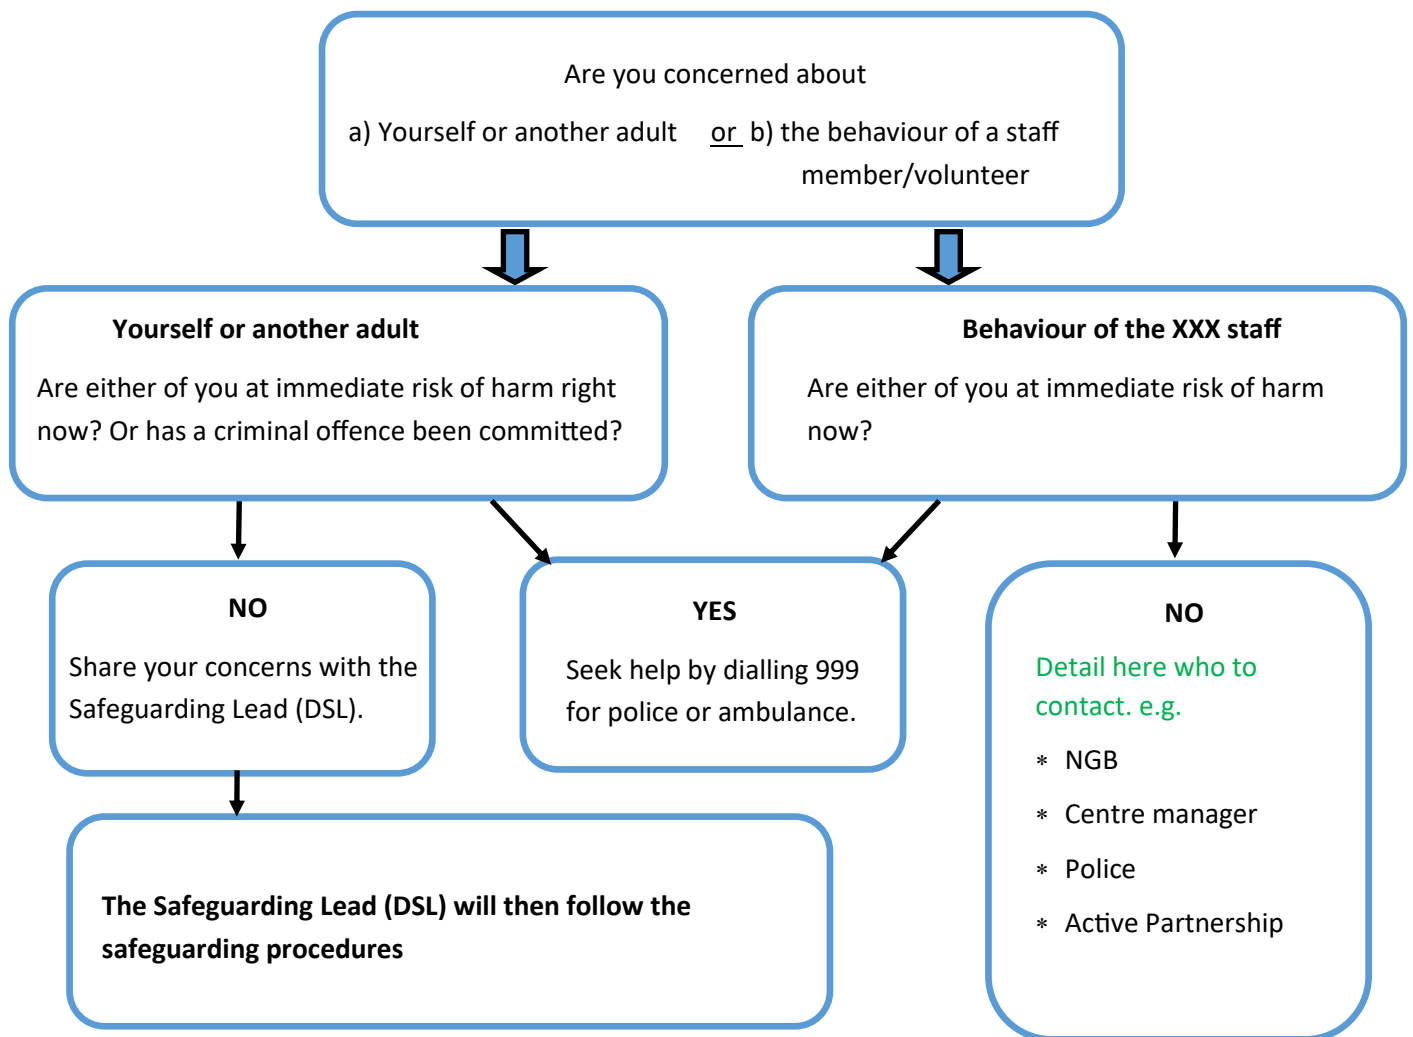 Are you concerned about
a) Yourself or another adult or b) the behaviour of a staff
member/volunteer
Yourself or another adult
Are either of you at immediate risk of harm right
now? Or has a criminal offence been committed?
Behaviour of the XXX staff
Are either of you at immediate risk of harm
now?
NO
Share your concerns with the
Safeguarding Lead (DSL).
YES
Seek help by dialling 999
for police or ambulance.
NO
Detail here who to
contact. e.g.
* NGB
* Centre manager
* Police
* Active Partnership
The Safeguarding Lead (DSL) will then follow the
safeguarding procedures